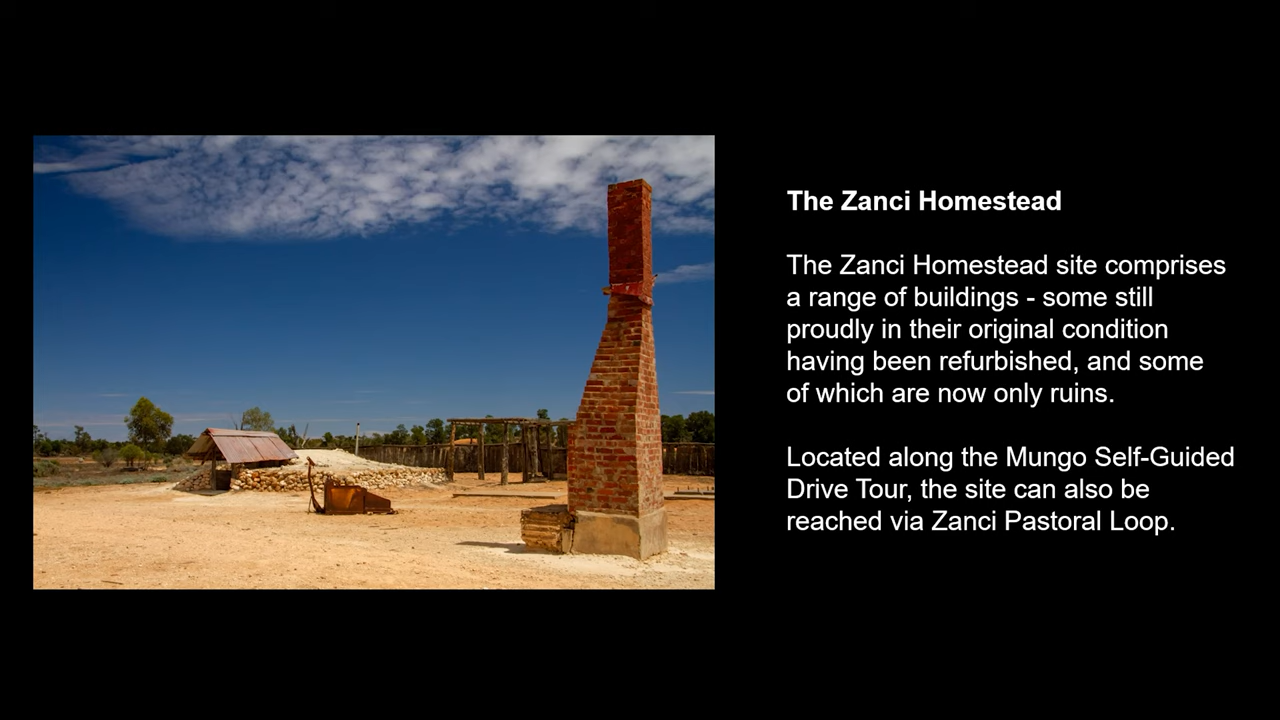 The Zanci Homestead
The Zanci Homestead site comprises
a range of buildings - some still
proudly in their original condition
having been refurbished, and some
of which are now only ruins.
Located along the Mungo Self-Guided
Drive Tour, the site can also be
reached via Zanci Pastoral Loop.